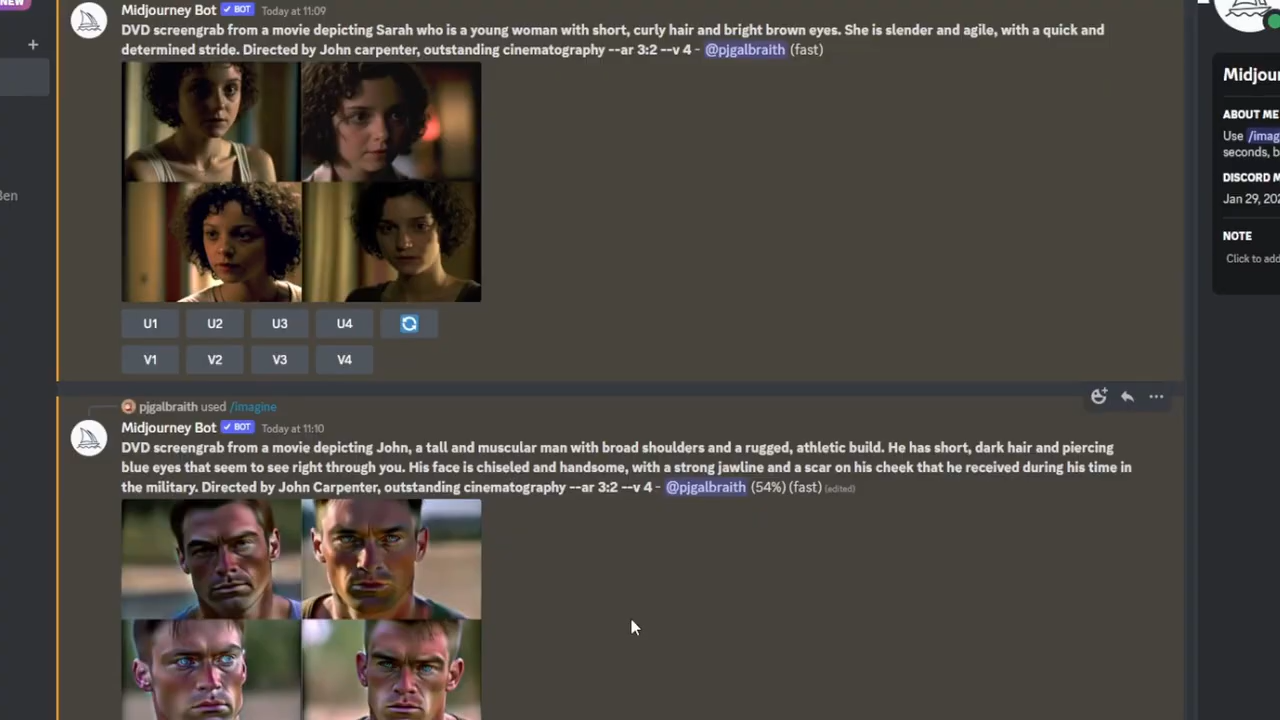 NEW
Midjourney Bot ✔ BOT Today at 11:09
DVD screengrab from a movie depicting Sarah who is a young woman with short, curly hair and bright brown eyes. She is slender and agile, with a quick and
determined stride. Directed by John carpenter, outstanding cinematography --ar 3:2 --v 4 - @pjgalbraith (fast)
U1 U2 U3 U4
V1 V2 V3 V4
pjgalbraith used /imagine
Midjourney Bot ✔ BOT Today at 11:10
DVD screengrab from a movie depicting John, a tall and muscular man with broad shoulders and a rugged, athletic build. He has short, dark hair and piercing
blue eyes that seem to see right through you. His face is chiseled and handsome, with a strong jawline and a scar on his cheek that he received during his time in
the military. Directed by John Carpenter, outstanding cinematography --ar 3:2 --v 4 - @pjgalbraith (54%) (fast) (edited)
Ben
Midjour
ABOUT ME
Use /imag
seconds, b
DISCORD M
Jan 29, 202
NOTE
Click to add